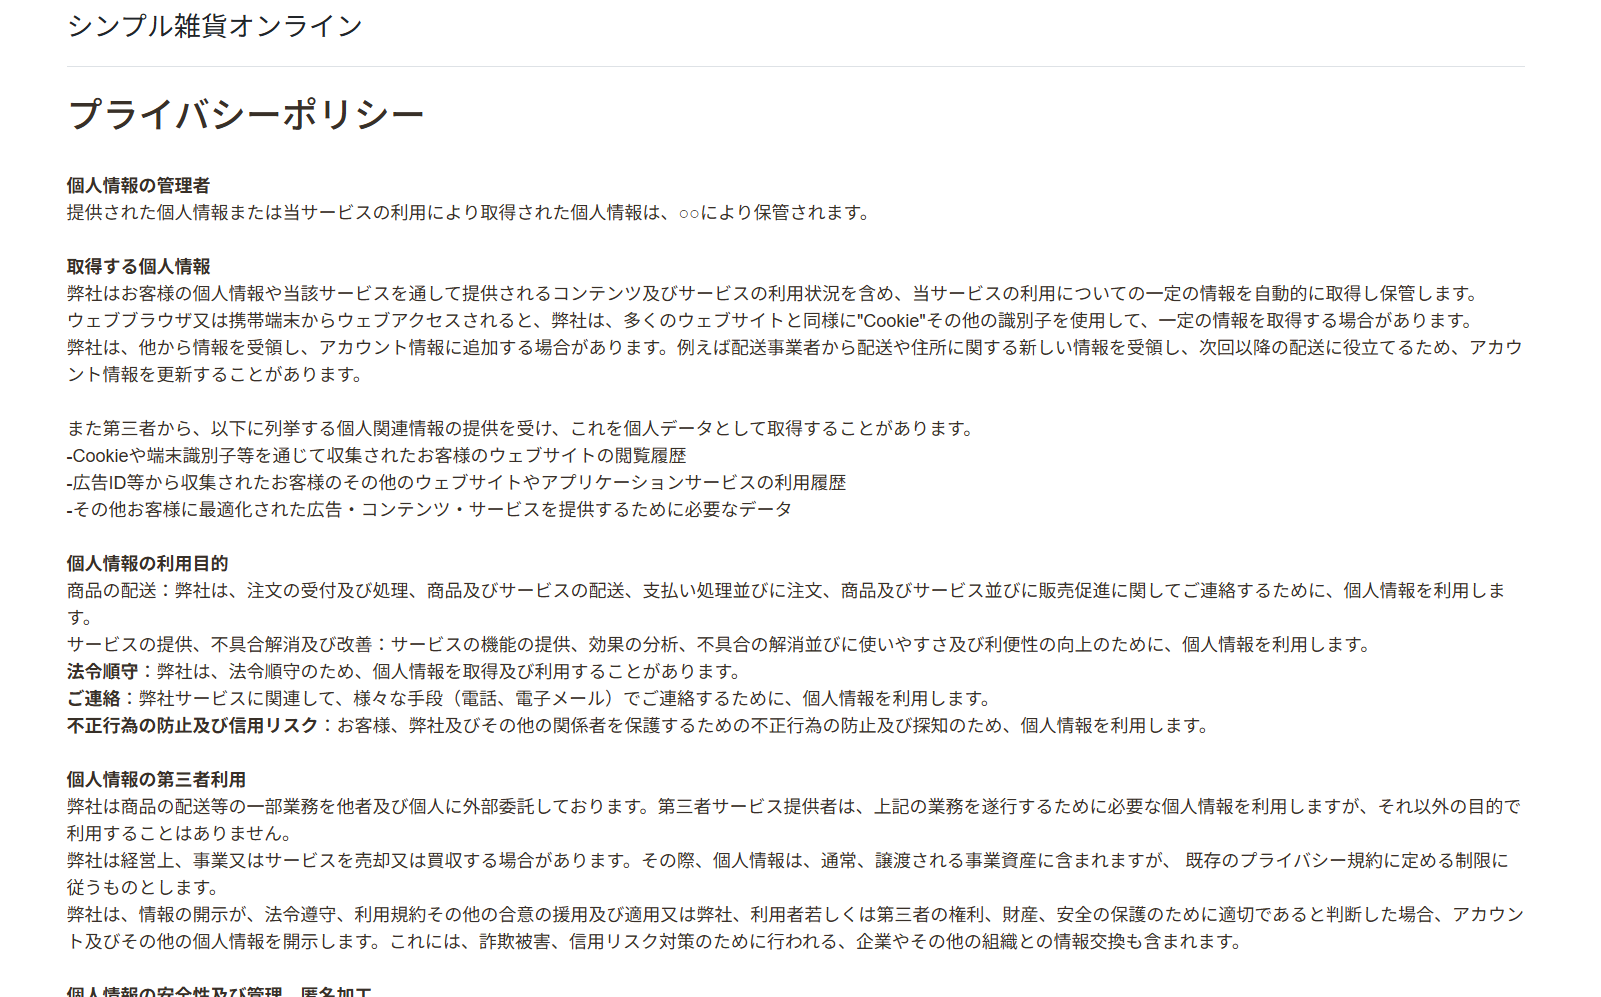 シンプル雑貨オンライン
プライバシーポリシー
個人情報の管理者
提供された個人情報または当サービスの利用により取得された個人情報は、○○により保管されます。
取得する個人情報
弊社はお客様の個人情報や当該サービスを通して提供されるコンテンツ及びサービスの利用状況を含め、当サービスの利用についての一定の情報を自動的に取得し保管します。
ウェブブラウザ又は携帯端末からウェブアクセスされると、弊社は、多くのウェブサイトと同様に"Cookie"その他の識別子を使用して、一定の情報を取得する場合があります。
弊社は、他から情報を受領し、アカウント情報に追加する場合があります。例えば配送事業者から配送や住所に関する新しい情報を受領し、次回以降の配送に役立てるため、アカウ
ント情報を更新することがあります。
また第三者から、以下に列挙する個人関連情報の提供を受け、これを個人データとして取得することがあります。
-Cookieや端末識別子等を通じて収集されたお客様のウェブサイトの閲覧履歴
-広告ID等から収集されたお客様のその他のウェブサイトやアプリケーションサービスの利用履歴
-その他お客様に最適化された広告・コンテンツ・サービスを提供するために必要なデータ
個人情報の利用目的
商品の配送：弊社は、注文の受付及び処理、商品及びサービスの配送、支払い処理並びに注文、商品及びサービス並びに販売促進に関してご連絡するために、個人情報を利用しま
す。
サービスの提供、不具合解消及び改善：サービスの機能の提供、効果の分析、不具合の解消並びに使いやすさ及び利便性の向上のために、個人情報を利用します。
法令順守：弊社は、法令順守のため、個人情報を取得及び利用することがあります。
ご連絡：弊社サービスに関連して、様々な手段（電話、電子メール）でご連絡するために、個人情報を利用します。
不正行為の防止及び信用リスク：お客様、弊社及びその他の関係者を保護するための不正行為の防止及び探知のため、個人情報を利用します。
個人情報の第三者利用
弊社は商品の配送等の一部業務を他者及び個人に外部委託しております。第三者サービス提供者は、上記の業務を遂行するために必要な個人情報を利用しますが、それ以外の目的で
利用することはありません。
弊社は経営上、事業又はサービスを売却又は買収する場合があります。その際、個人情報は、通常、譲渡される事業資産に含まれますが、 既存のプライバシー規約に定める制限に
従うものとします。
弊社は、情報の開示が、法令遵守、利用規約その他の合意の援用及び適用又は弊社、利用者若しくは第三者の権利、財産、安全の保護のために適切であると判断した場合、アカウン
ト及びその他の個人情報を開示します。これには、詐欺被害、信用リスク対策のために行われる、企業やその他の組織との情報交換も含まれます。
個人情報の安全性及び管理、匿名加工